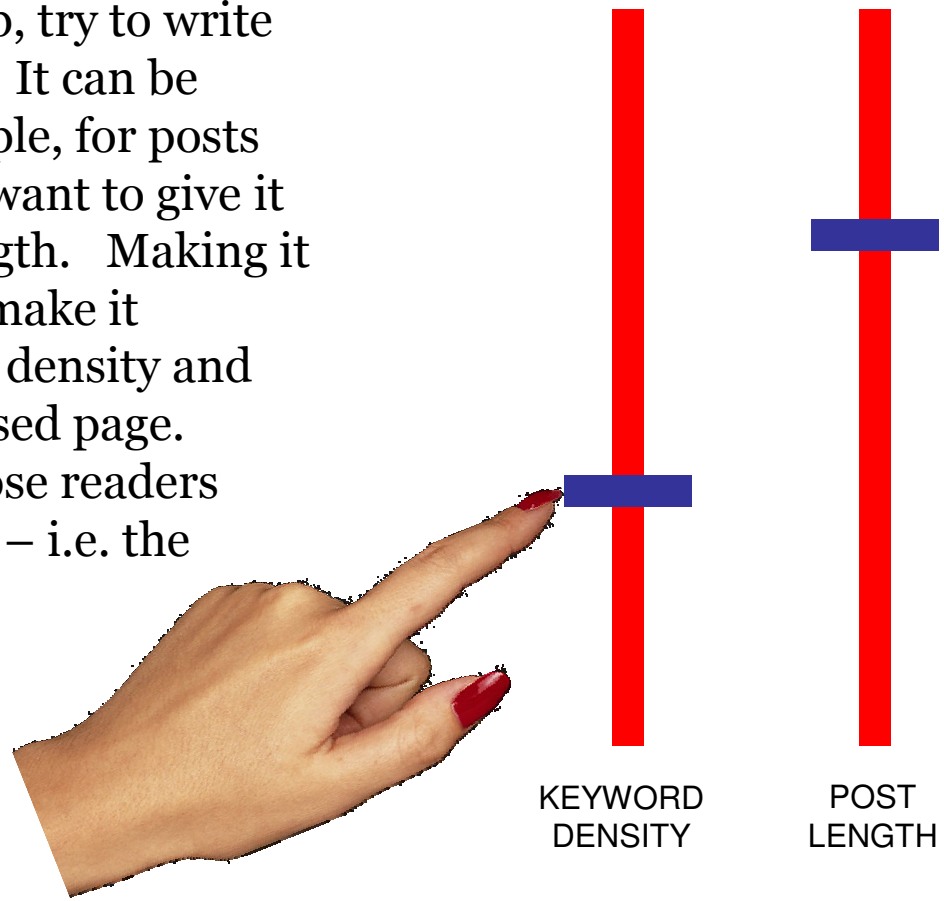 , try to write
It can be
ple, for posts
want to give it
gth. Making it
make it
density and
sed page.
ose readers
– i.e. the
KEYWORD
DENSITY
POST
LENGTH